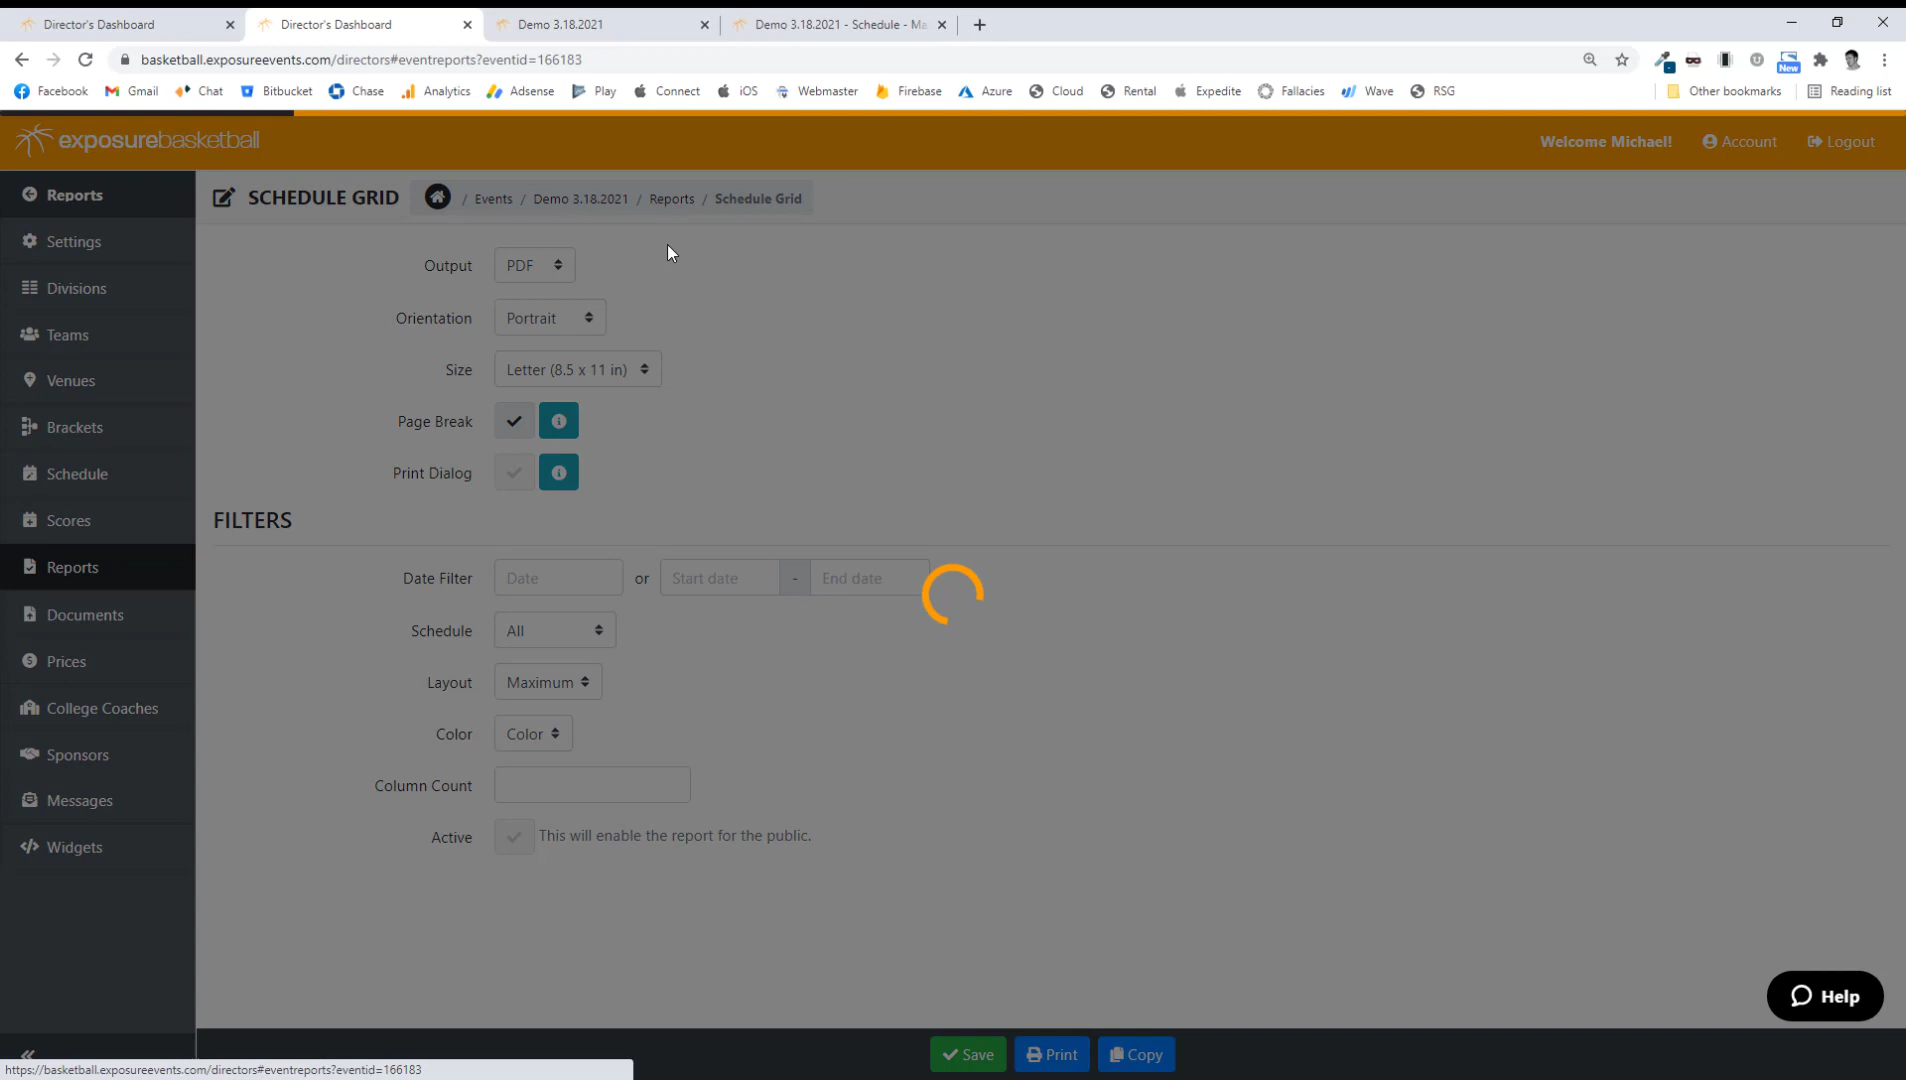 Director's Dashboard
Director's Dashboard
Demo 3.18.2021
Demo 3.18.2021 - Schedule - Ma
basketball.exposureevents.com/directors#eventreports?eventid=166183
Facebook
Gmail
Chat
Bitbucket
Chase
Analytics
Adsense
Play
Connect
iOS
Webmaster
Firebase
Azure
Cloud
Rental
Expedite
Fallacies
Wave
RSG
Other bookmarks
Reading list
New
exposurebasketball
Welcome Michael!
Account
Logout
Reports
SCHEDULE GRID
/ Events / Demo 3.18.2021 / Reports / Schedule Grid
Settings
Divisions
Teams
Venues
Brackets
Schedule
Scores
Reports
Documents
Prices
College Coaches
Sponsors
Messages
Widgets
Output PDF
Orientation Portrait
Size Letter (8.5 x 11 in)
Page Break
Print Dialog
FILTERS
Date Filter Date or Start date - End date
Schedule All
Layout Maximum
Color Color
Column Count
Active This will enable the report for the public.
Help
Save
Print
Copy
https://basketball.exposureevents.com/directors#eventreports?eventid=166183